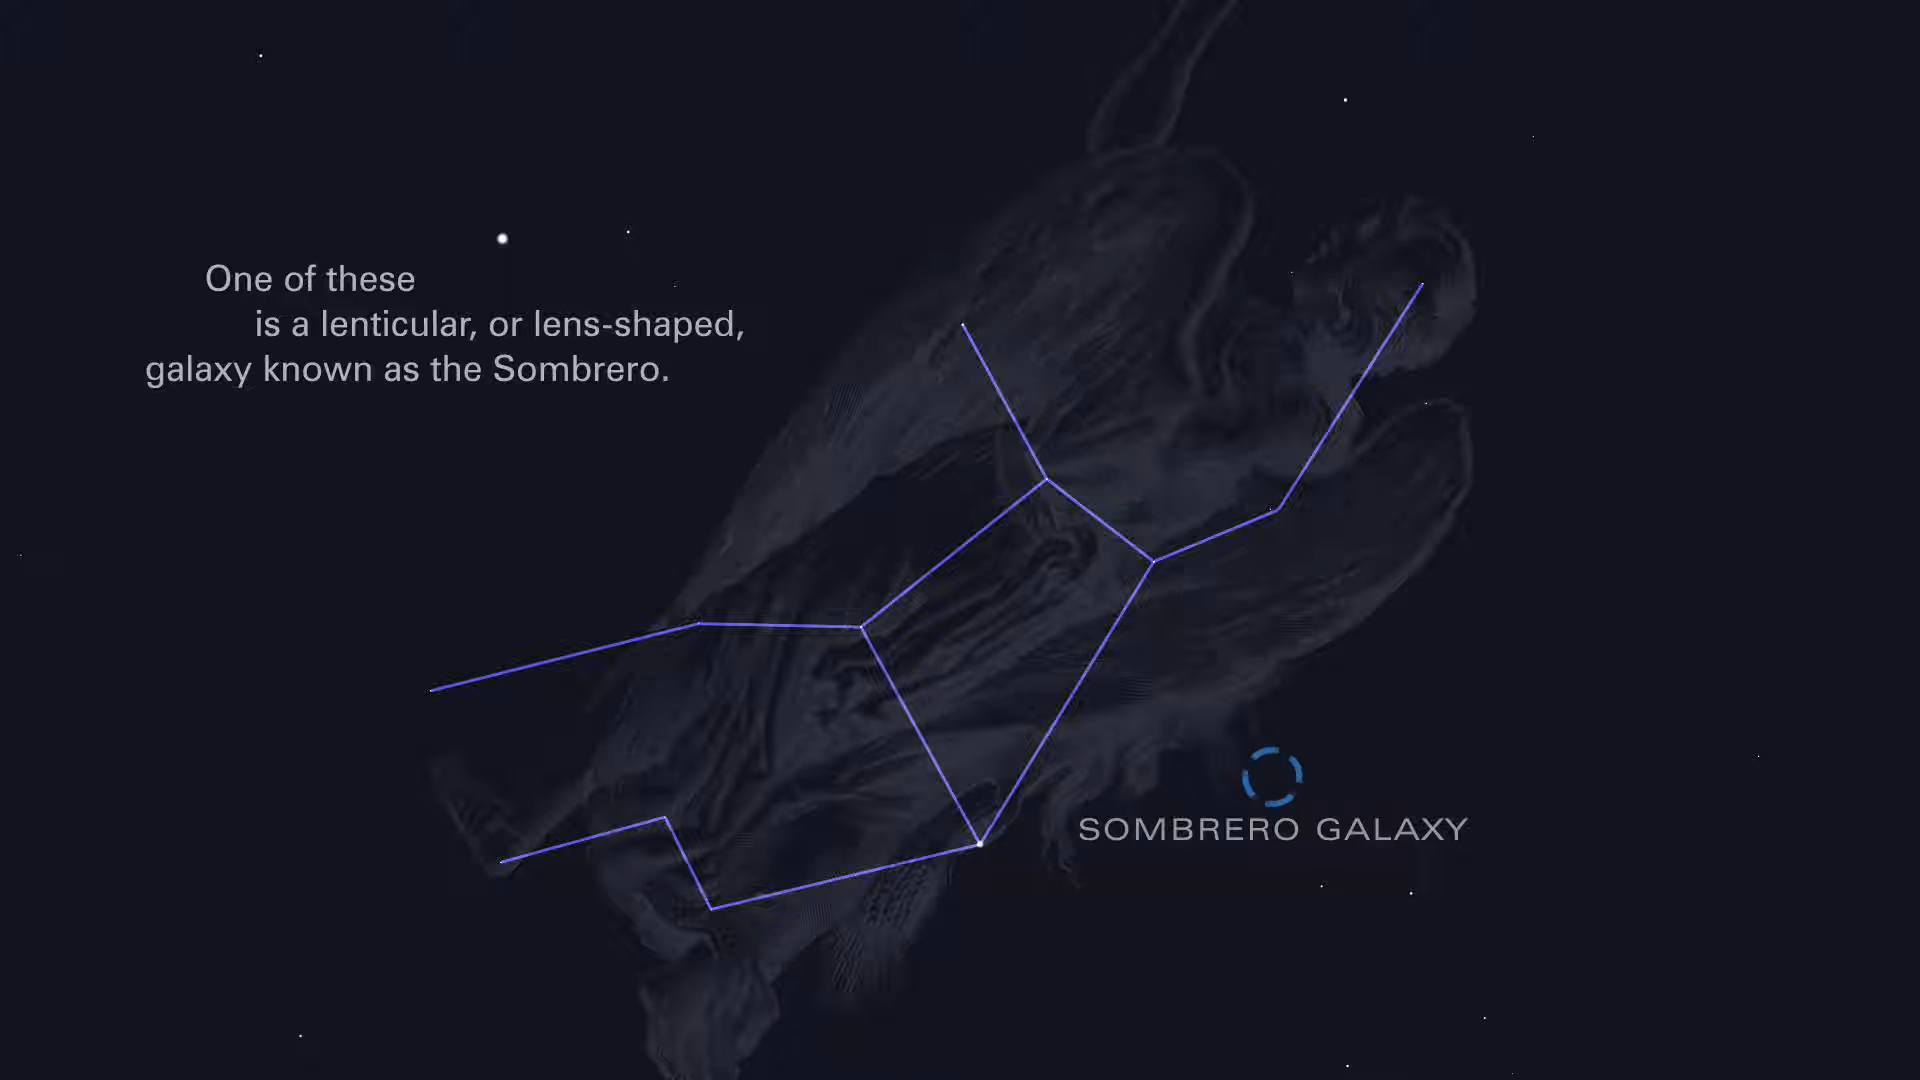 One of these
is a lenticular, or lens-shaped,
galaxy known as the Sombrero.
SOMBRERO GALAXY